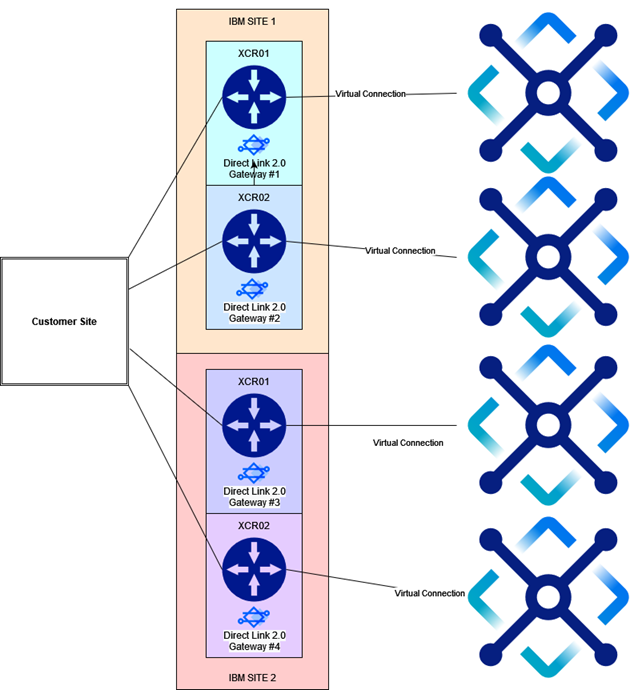 IBM SITE 1
XCR01
Direct Link 2.0
Gateway #1
Virtual Connection
XCR02
Direct Link 2.0
Gateway #2
Virtual Connection
Customer Site
XCR01
Direct Link 2.0
Gateway #3
Virtual Connection
XCR02
Direct Link 2.0
Gateway #4
Virtual Connection
IBM SITE 2